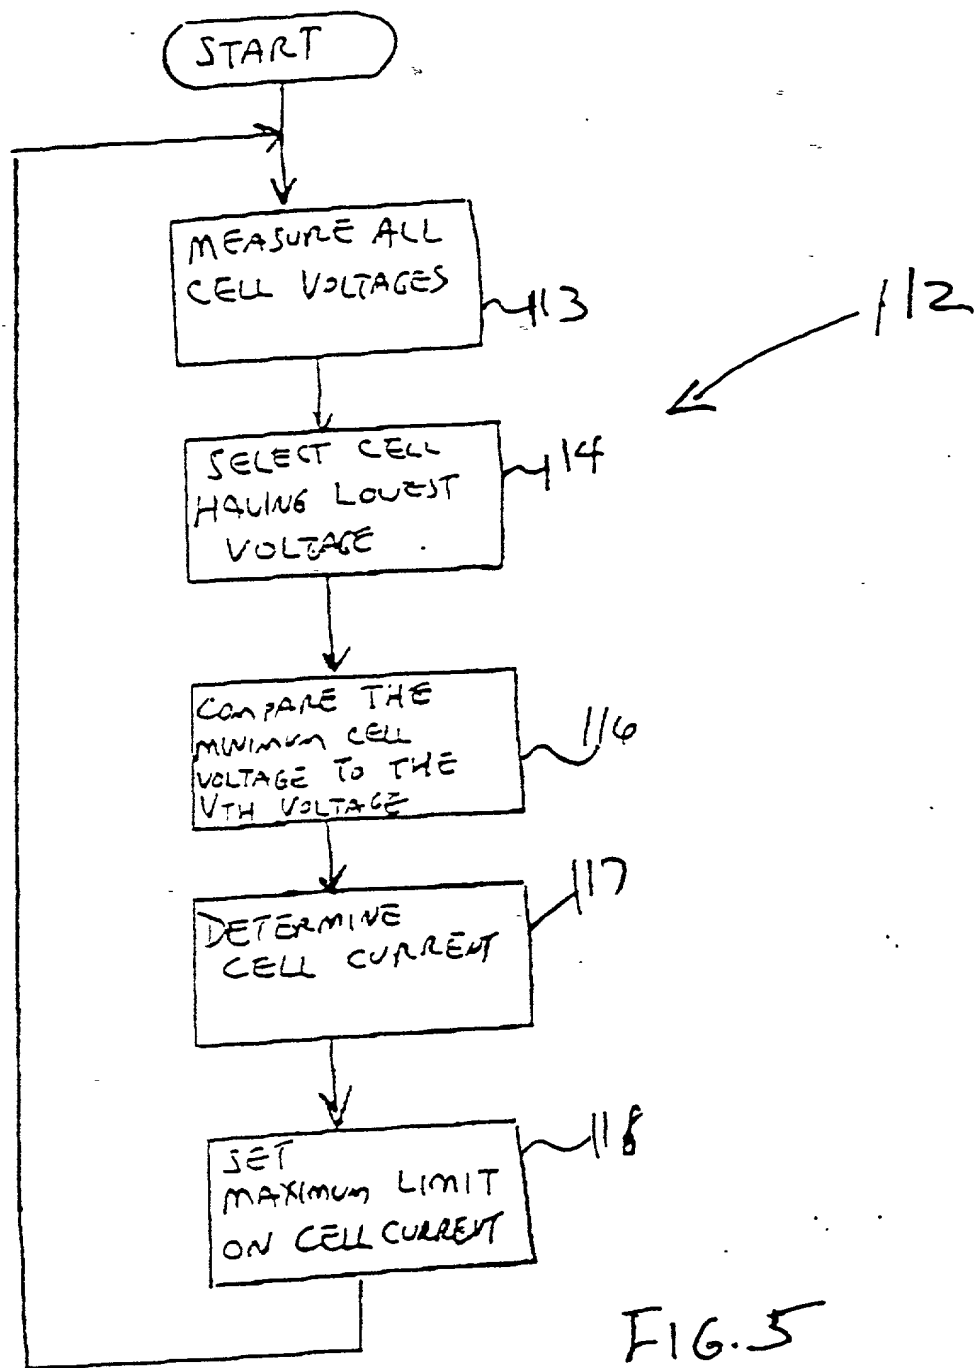 START
MEASURE ALL
CELL VOLTAGES
113
112
SELECT CELL
HAVING LOWEST
VOLTAGE
114
COMPARE THE
MINIMUM CELL
VOLTAGE TO THE
VTH VOLTAGE
116
DETERMINE
CELL CURRENT
117
SET
MAXIMUM LIMIT
ON CELL CURRENT
118
FIG. 5